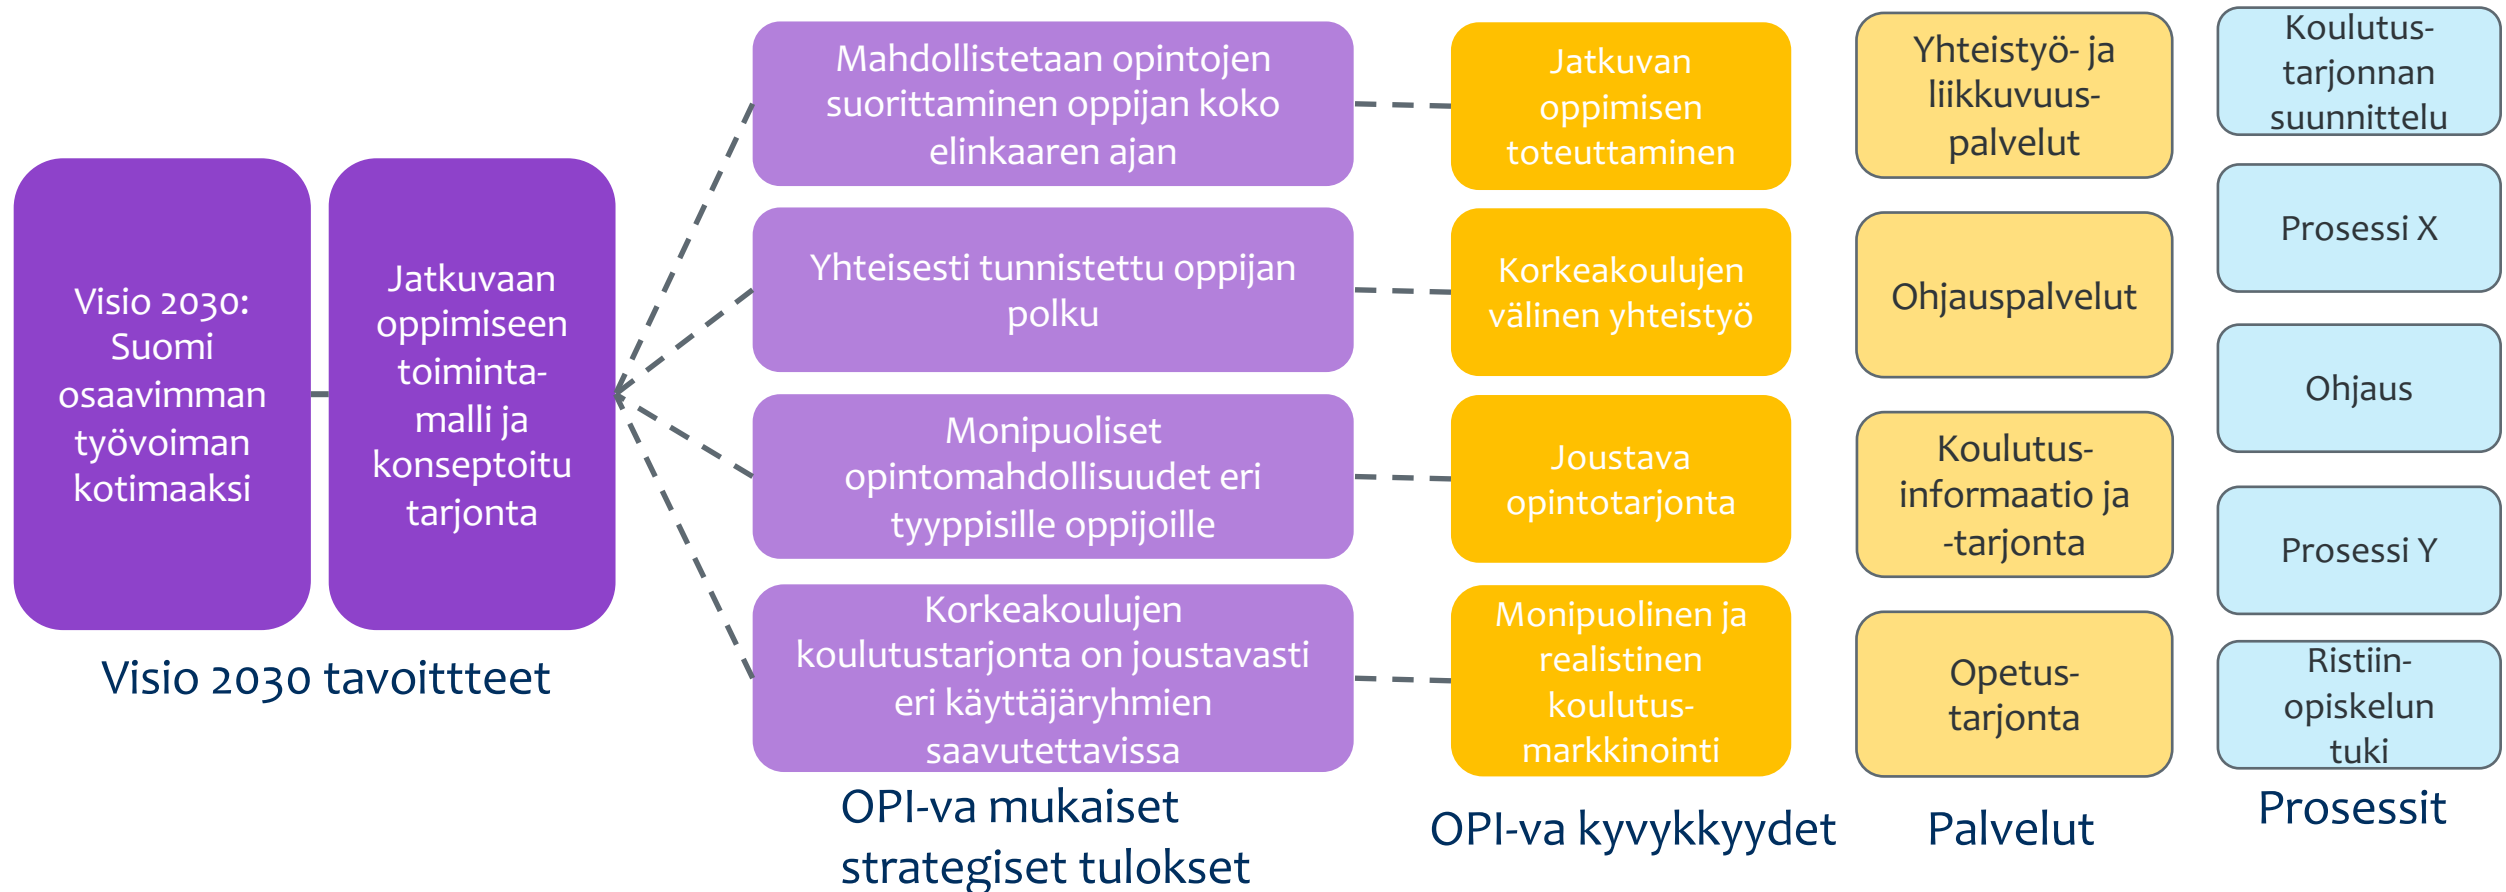 Visio 2030:
Suomi
osaavimman
työvoiman
kotimaaksi
Jatkuvaan
oppimiseen
toiminta-
malli ja
konseptoitu
tarjonta
Visio 2030 tavoittteet
Mahdollistetaan opintojen
suorittaminen oppijan koko
elinkaaren ajan
Yhteisesti tunnistettu oppijan
polku
Monipuoliset
opintomahdollisuudet eri
tyyppisille oppijoille
Korkeakoulujen
koulutustarjonta on joustavasti
eri käyttäjäryhmien
saavutettavissa
OPI-va mukaiset
strategiset tulokset
Jatkuvan
oppimisen
toteuttaminen
Korkeakoulujen
välinen yhteistyö
Joustava
opintotarjonta
Monipuolinen ja
realistinen
koulutus-
markkinointi
OPI-va kyvykkyydet
Yhteistyö- ja
liikkuvuus-
palvelut
Ohjauspalvelut
Koulutus-
informaatio ja
-tarjonta
Opetus-
tarjonta
Palvelut
Koulutus-
tarjonnan
suunnittelu
Prosessi X
Ohjaus
Prosessi Y
Ristiin-
opiskelun
tuki
Prosessit